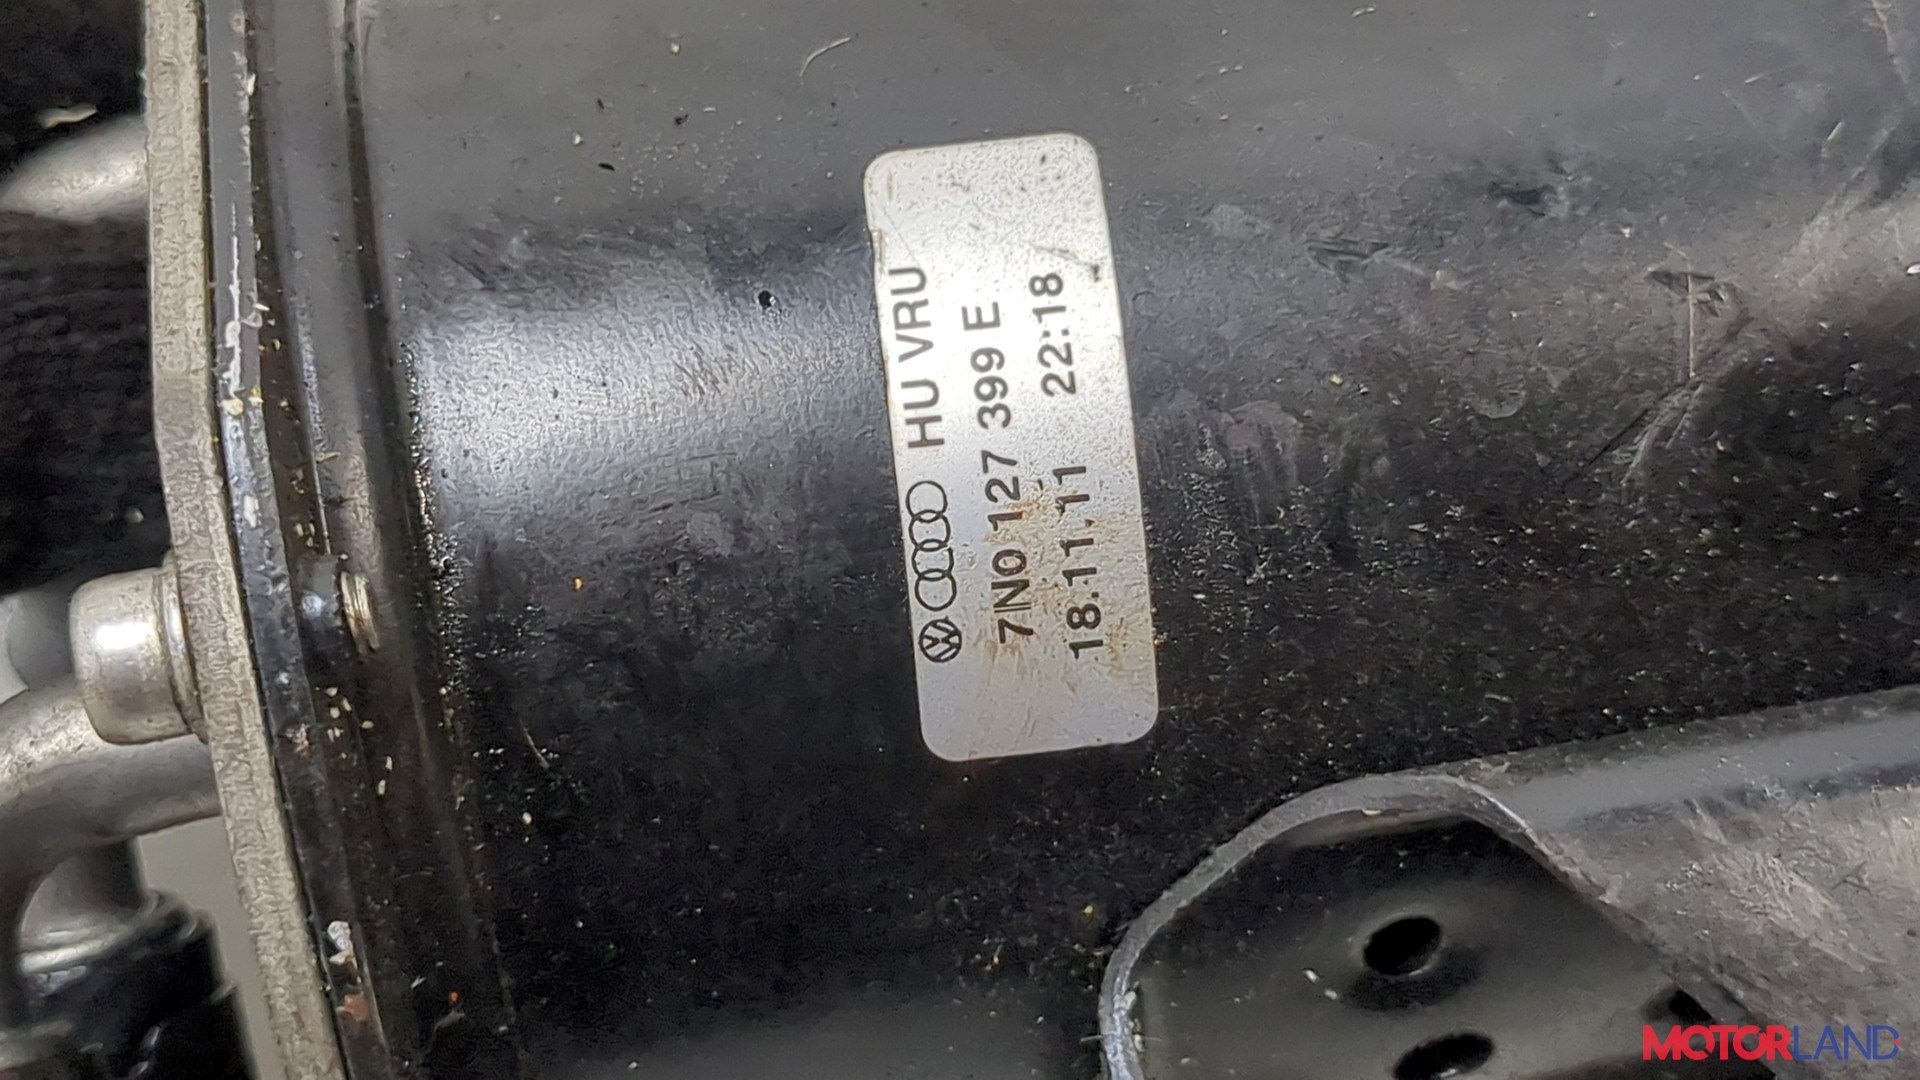 HU VRU
7N0 127 399 E
18.11.11 22:18
MOTORLAND